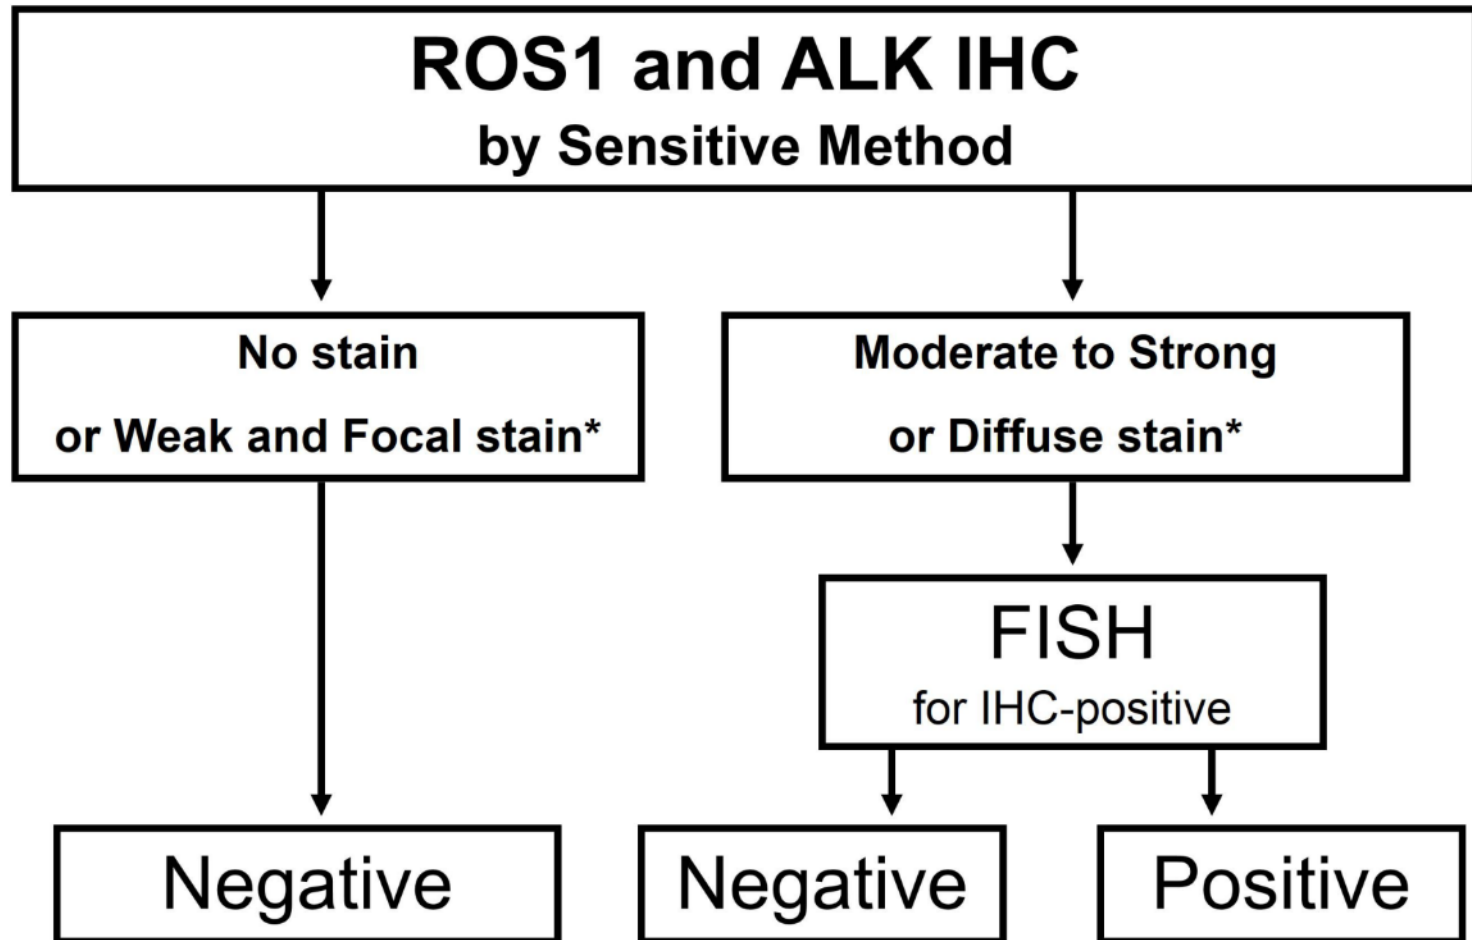 ROS1 and ALK IHC
by Sensitive Method
No stain
or Weak and Focal stain*
Moderate to Strong
or Diffuse stain*
FISH
for IHC-positive
Negative
Negative
Positive